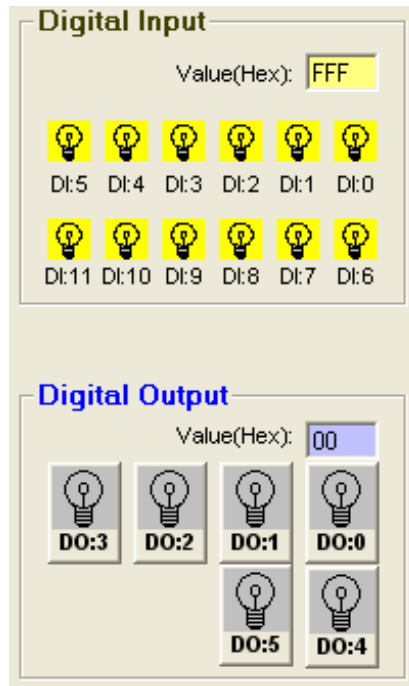 Digital Input
Value(Hex): FFF
DI:5 DI:4 DI:3 DI:2 DI:1 DI:0
DI:11 DI:10 DI:9 DI:8 DI:7 DI:6
Digital Output
Value(Hex): 00
DO:3 DO:2 DO:1 DO:0
DO:5 DO:4